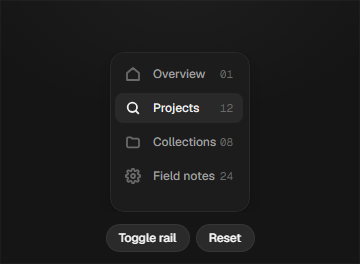 Overview 01
Projects 12
Collections 08
Field notes 24
Toggle rail Reset